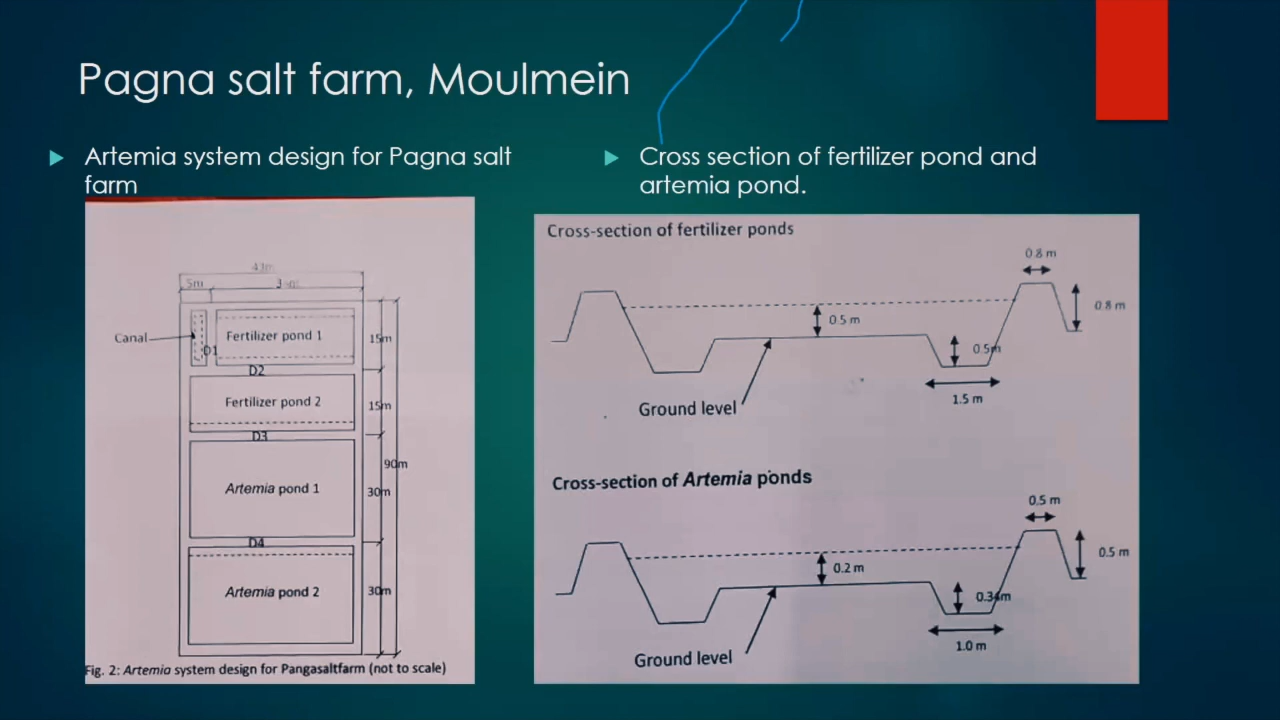 Pagna salt farm, Moulmein
Artemia system design for Pagna salt
farm
Cross section of fertilizer pond and
artemia pond.
43m
5m
Canal
D1
Fertilizer pond 1
15m
D2
Fertilizer pond 2
15m
D3
90m
Artemia pond 1
30m
D4
Artemia pond 2
30m
Fig. 2: Artemia system design for Pangasaltfarm (not to scale)
Cross-section of fertilizer ponds
0.8 m
0.8 m
0.5 m
0.5m
1.5 m
Ground level
Cross-section of Artemia ponds
0.5 m
0.5 m
0.2 m
0.34m
1.0 m
Ground level